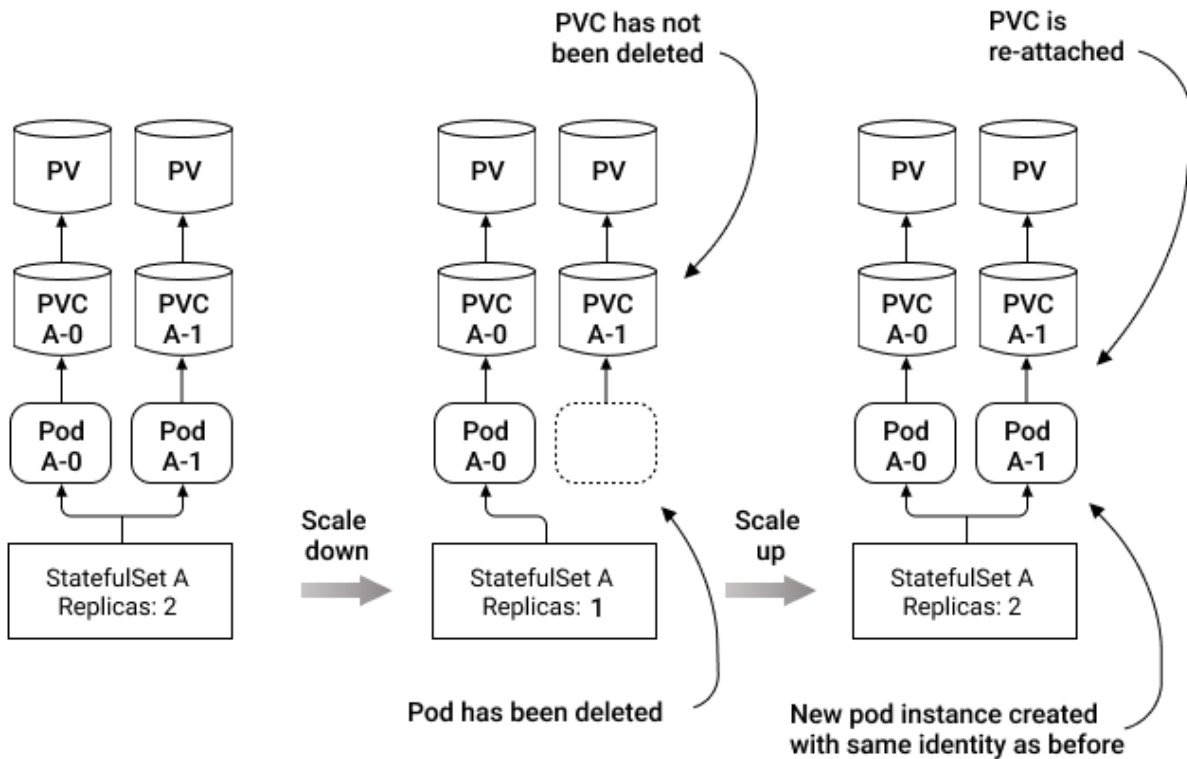 PVC has not
been deleted
PVC is
re-attached
PV
PV
PV
PV
PV
PV
PVC
A-0
PVC
A-1
PVC
A-0
PVC
A-1
PVC
A-0
PVC
A-1
Pod
A-0
Pod
A-1
Pod
A-0
Pod
A-0
Pod
A-1
Scale
down
Scale
up
StatefulSet A
Replicas: 2
StatefulSet A
Replicas: 1
StatefulSet A
Replicas: 2
Pod has been deleted
New pod instance created
with same identity as before